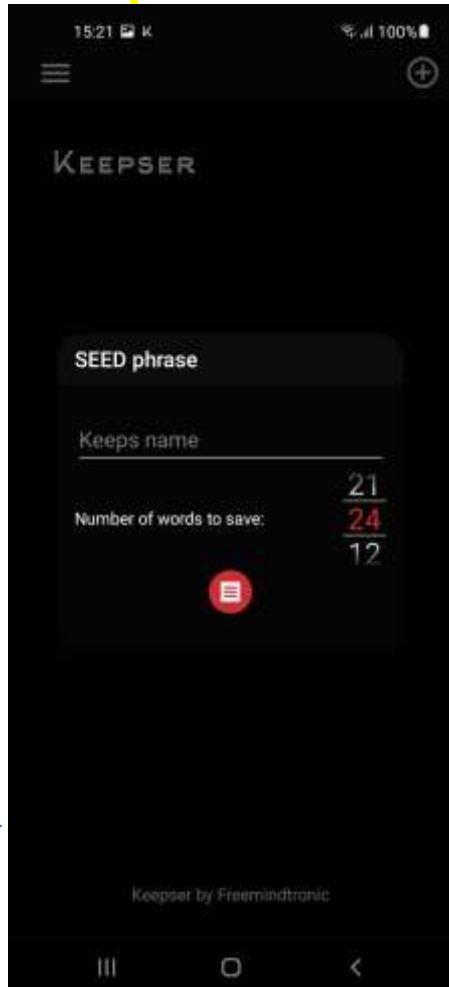 15:21 K 100%
KEEPSER
SEED phrase
Keeps name
21
Number of words to save: 24
12
Keepser by Freemindtronic